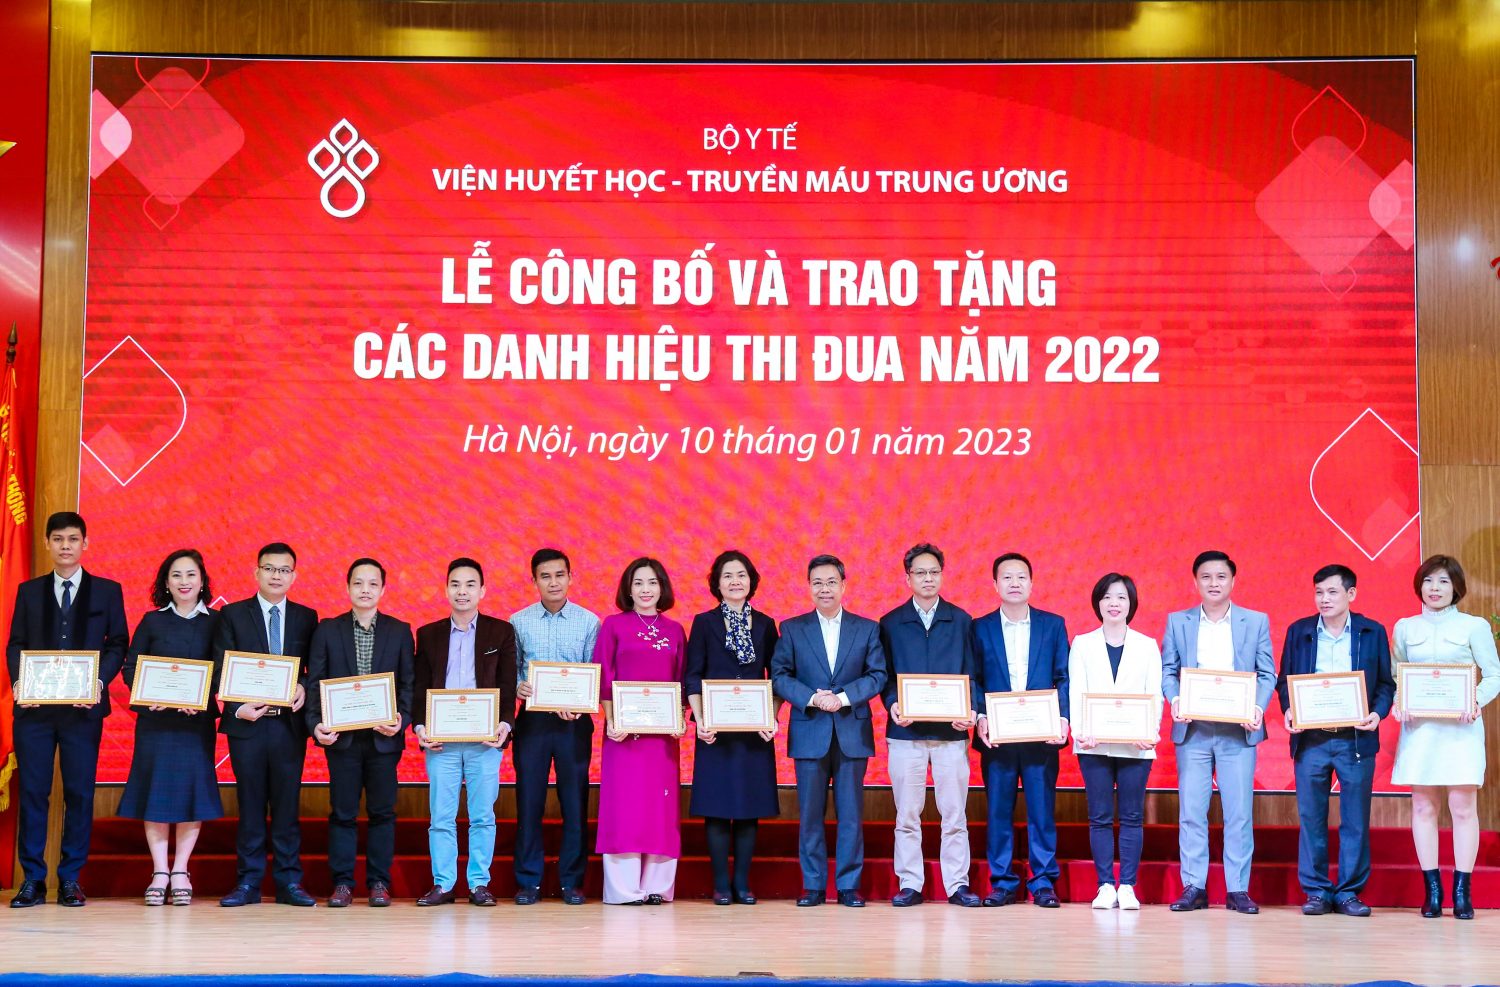 BỘ Y TẾ
VIỆN HUYẾT HỌC - TRUYỀN MÁU TRUNG ƯƠNG
LỄ CÔNG BỐ VÀ TRAO TẶNG
CÁC DANH HIỆU THI ĐUA NĂM 2022
Hà Nội, ngày 10 tháng 01 năm 2023